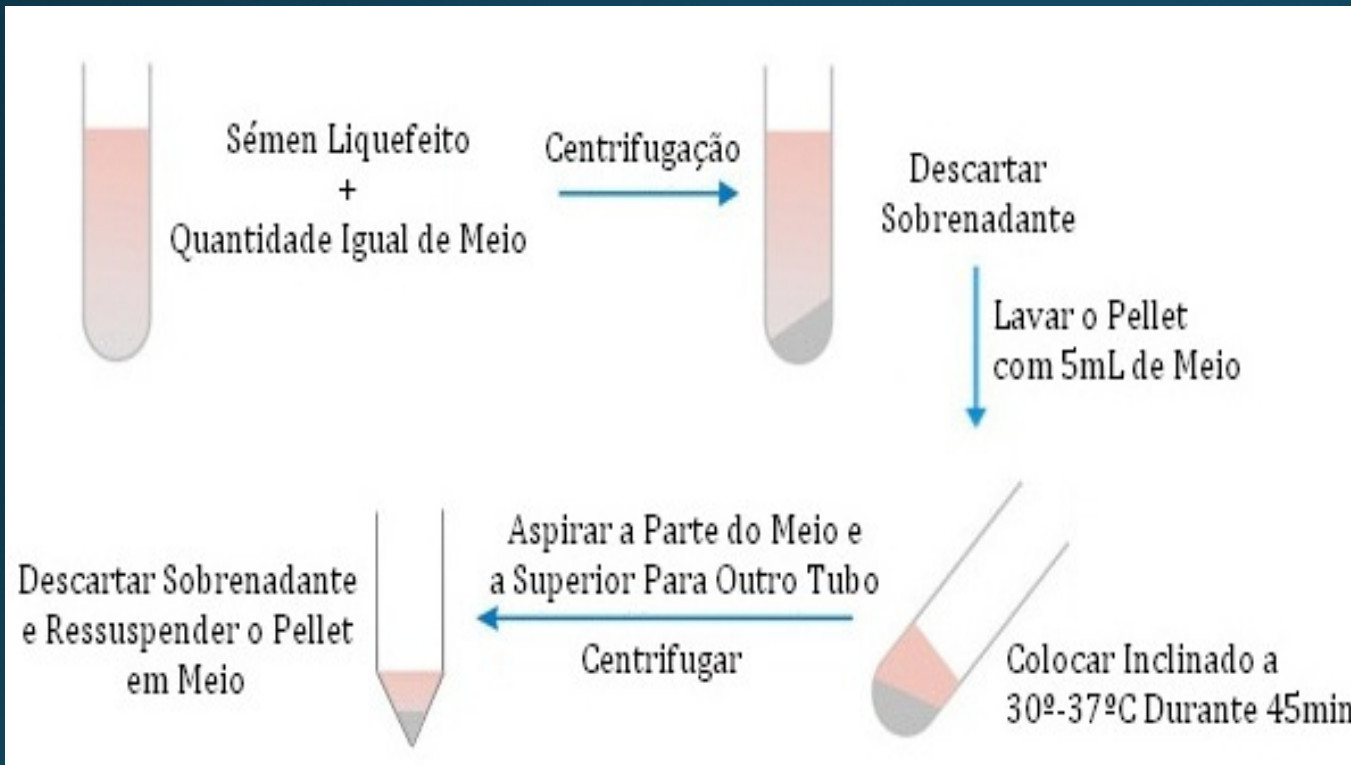 Sémen Liquefeito
+
Quantidade Igual de Meio
Centrifugação
Descartar
Sobrenadante
Lavar o Pellet
com 5mL de Meio
Colocar Inclinado a
30º-37ºC Durante 45min
Aspirar a Parte do Meio e
a Superior Para Outro Tubo
Centrifugar
Descartar Sobrenadante
e Ressuspender o Pellet
em Meio